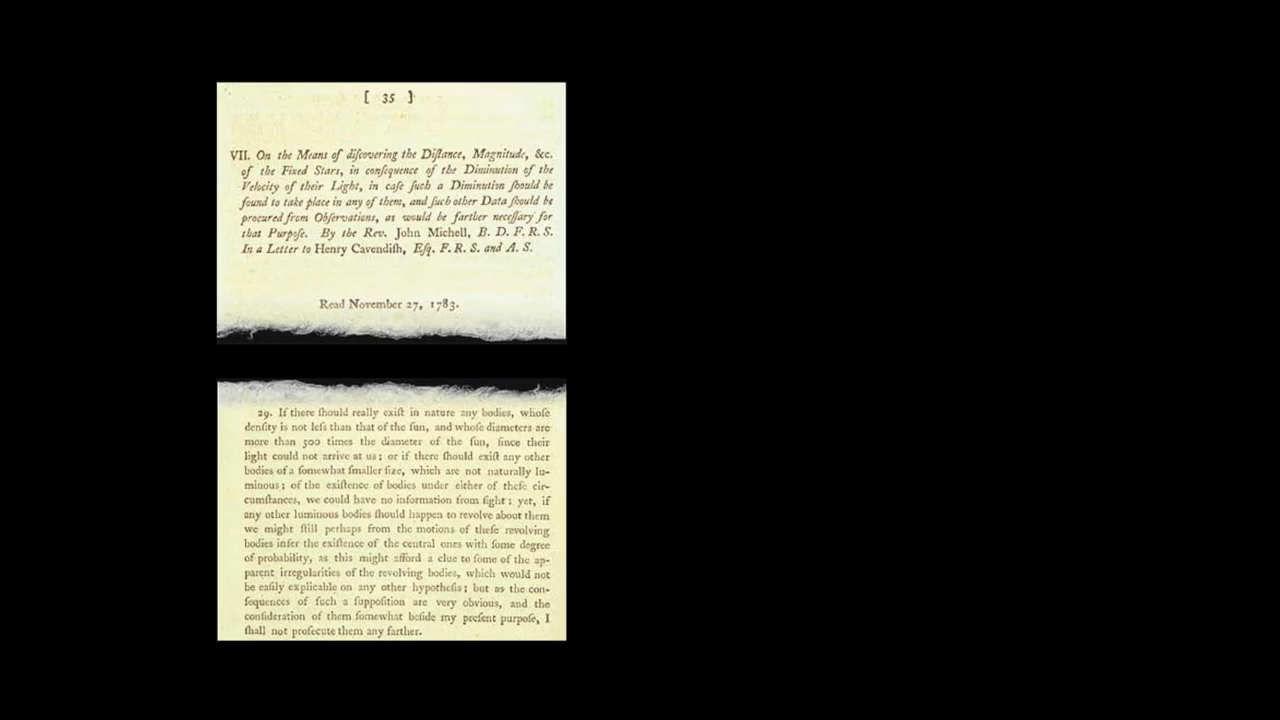 [ 35 ]
VII. On the Means of diſcovering the Diſtance, Magnitude, &c.
of the Fixed Stars, in conſequence of the Diminution of the
Velocity of their Light, in caſe ſuch a Diminution ſhould be
found to take place in any of them, and ſuch other Data ſhould be
procured from Obſervations, as would be farther neceſſary for
that Purpoſe. By the Rev. John Michell, B. D. F. R. S.
In a Letter to Henry Cavendiſh, Eſq. F. R. S. and A. S.
Read November 27, 1783.
29. If there ſhould really exiſt in nature any bodies, whoſe
denſity is not leſs than that of the ſun, and whoſe diameters are
more than 500 times the diameter of the ſun, ſince their
light could not arrive at us; or if there ſhould exiſt any other
bodies of a ſomewhat ſmaller ſize, which are not naturally lu-
minous; of the exiſtence of bodies under either of theſe cir-
cumſtances, we could have no information from ſight; yet, if
any other luminous bodies ſhould happen to revolve about them
we might ſtill perhaps from the motions of theſe revolving
bodies infer the exiſtence of the central ones with ſome degree
of probability, as this might afford a clue to ſome of the ap-
parent irregularities of the revolving bodies, which would not
be eaſily explicable on any other hypotheſis; but as the con-
ſequences of ſuch a ſuppoſition are very obvious, and the
conſideration of them ſomewhat beſide my preſent purpoſe, I
ſhall not proſecute them any farther.